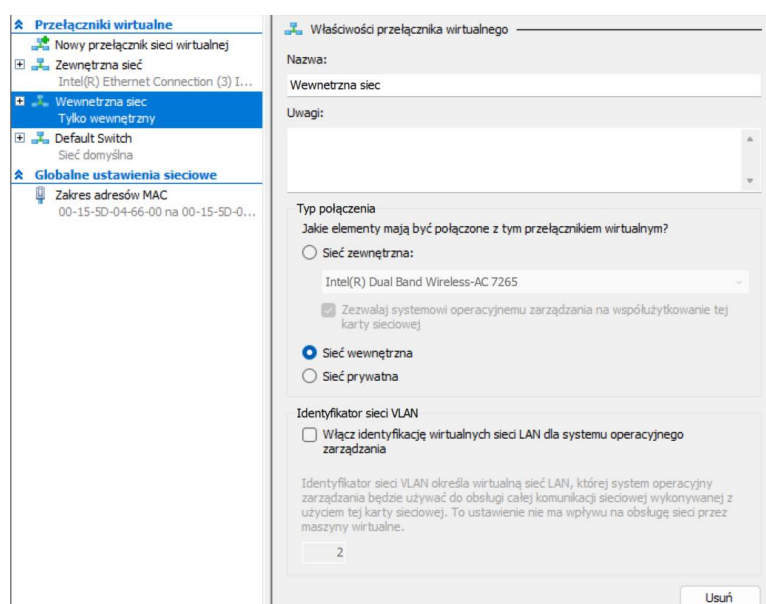 Przełączniki wirtualne
Nowy przełącznik sieci wirtualnej
Zewnętrzna sieć
Intel(R) Ethernet Connection (3) I...
Wewnetrzna siec
Tylko wewnętrzny
Default Switch
Sieć domyślna
Globalne ustawienia sieciowe
Zakres adresów MAC
00-15-5D-04-66-00 na 00-15-5D-0...
Właściwości przełącznika wirtualnego
Nazwa:
Wewnetrzna siec
Uwagi:
Typ połączenia
Jakie elementy mają być połączone z tym przełącznikiem wirtualnym?
Sieć zewnętrzna:
Intel(R) Dual Band Wireless-AC 7265
Zezwalaj systemowi operacyjnemu zarządzania na współużytkowanie tej
karty sieciowej
Sieć wewnętrzna
Sieć prywatna
Identyfikator sieci VLAN
Włącz identyfikację wirtualnych sieci LAN dla systemu operacyjnego
zarządzania
Identyfikator sieci VLAN określa wirtualną sieć LAN, której system operacyjny
zarządzania będzie używać do obsługi całej komunikacji sieciowej wykonywanej z
użyciem tej karty sieciowej. To ustawienie nie ma wpływu na obsługę sieci przez
maszyny wirtualne.
2
Usuń